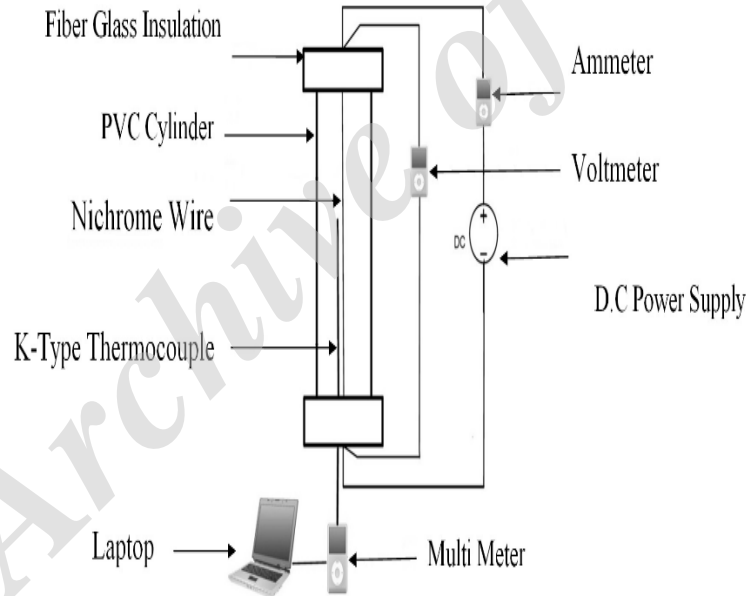 Fiber Glass Insulation
Ammeter
PVC Cylinder
Voltmeter
Nichrome Wire
+
DC
−
D.C Power Supply
K-Type Thermocouple
Laptop
Multi Meter
Archive of